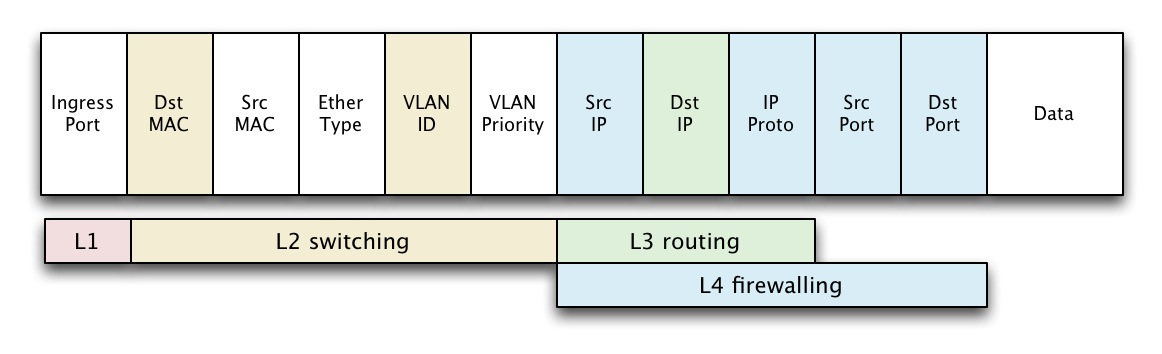 Ingress
Port
Dst
MAC
Src
MAC
Ether
Type
VLAN
ID
VLAN
Priority
Src
IP
Dst
IP
IP
Proto
Src
Port
Dst
Port
Data
L1
L2 switching
L3 routing
L4 firewalling